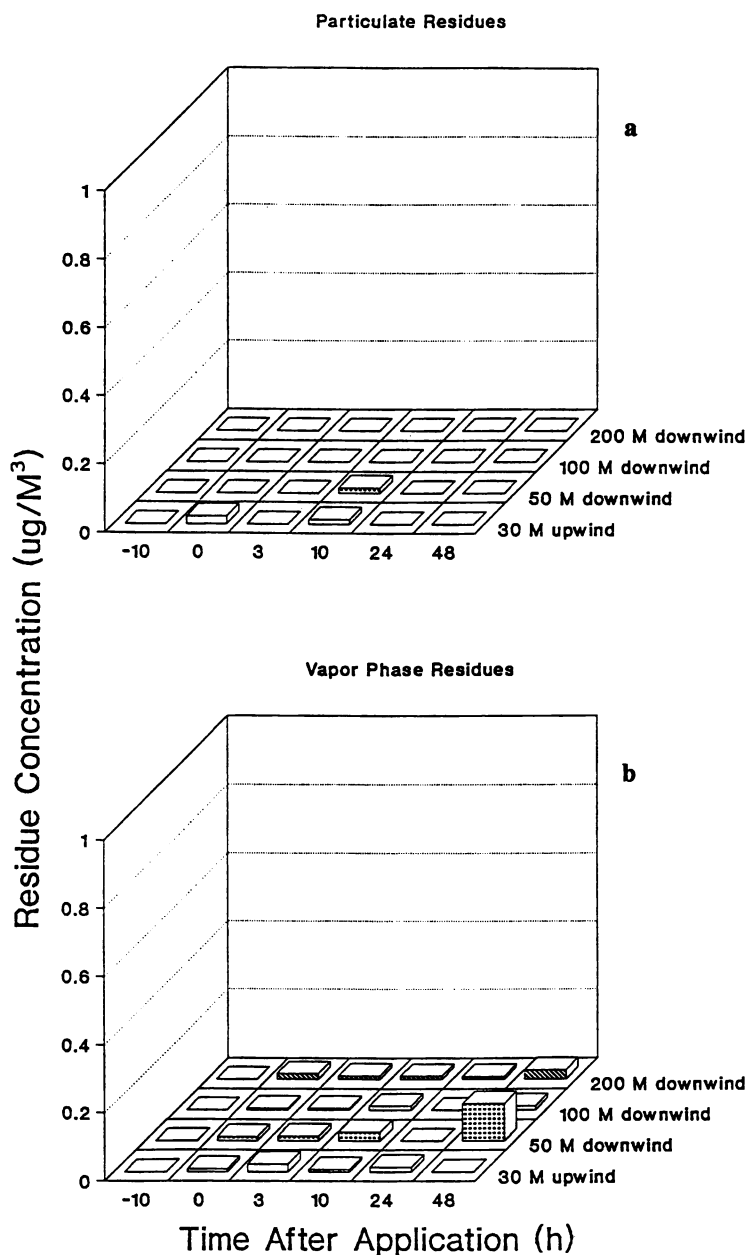 Particulate Residues
a
1
0.8
0.6
0.4
0.2
0
-10 0 3 10 24 48
200 M downwind
100 M downwind
50 M downwind
30 M upwind
Residue Concentration (ug/M³)
Vapor Phase Residues
b
1
0.8
0.6
0.4
0.2
0
-10 0 3 10 24 48
200 M downwind
100 M downwind
50 M downwind
30 M upwind
Time After Application (h)